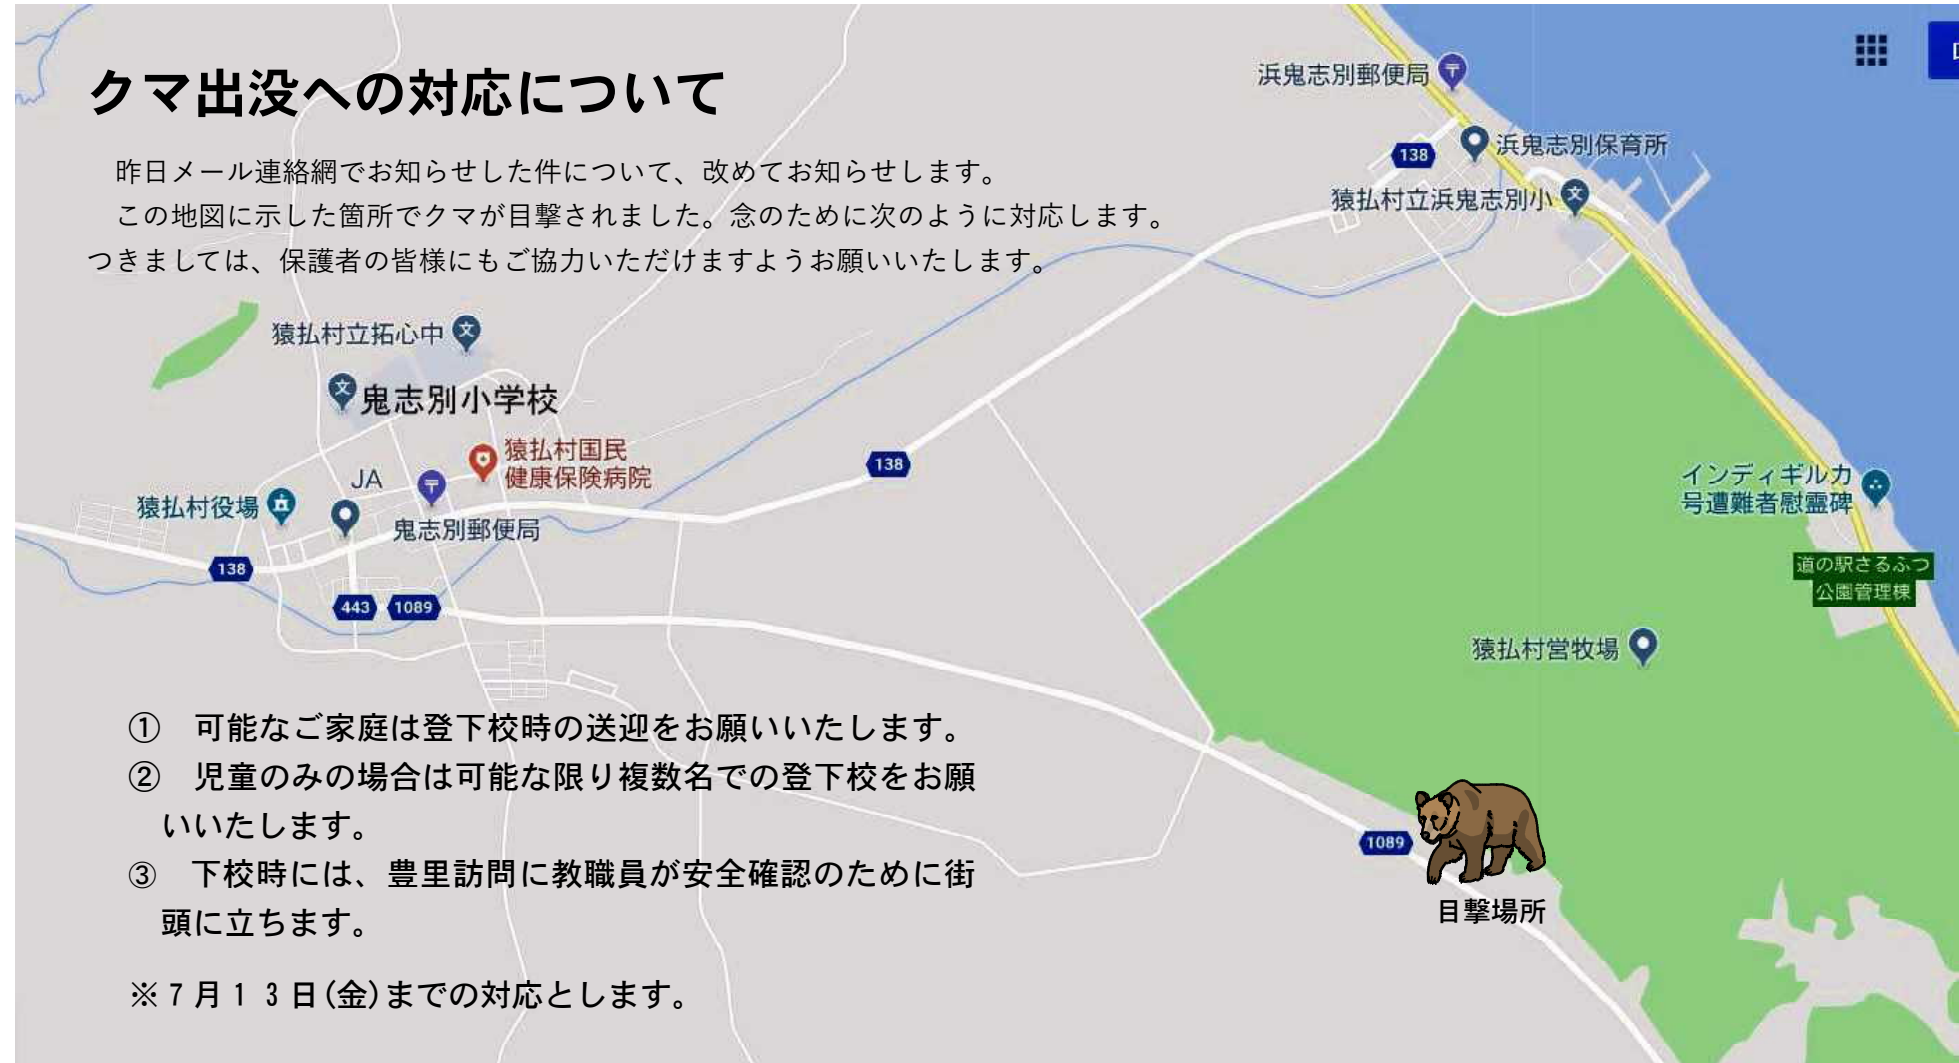 クマ出没への対応について
昨日メール連絡網でお知らせした件について、改めてお知らせします。
この地図に示した箇所でクマが目撃されました。念のために次のように対応します。
つきましては、保護者の皆様にもご協力いただけますようお願いいたします。
浜鬼志別郵便局
〒
138
浜鬼志別保育所
猿払村立浜鬼志別小
文
猿払村立拓心中
文
文
鬼志別小学校
猿払村国民
健康保険病院
JA
〒
猿払村役場
鬼志別郵便局
138
138
443
1089
インディギルカ
号遭難者慰霊碑
道の駅さるふつ
公園管理棟
猿払村営牧場
① 可能なご家庭は登下校時の送迎をお願いいたします。
② 児童のみの場合は可能な限り複数名での登下校をお願
いいたします。
③ 下校時には、豊里訪問に教職員が安全確認のために街
頭に立ちます。
※7月13日(金)までの対応とします。
1089
目撃場所